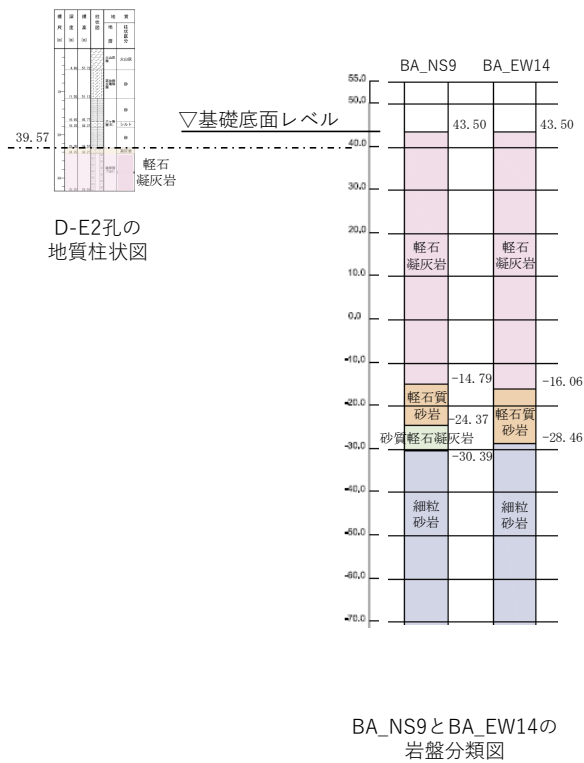 BA_NS9
BA_EW14
55.0
50.0
▽基礎底面レベル
43.50
43.50
39.57
40.0
軽石
凝灰岩
30.0
D-E2孔の
地質柱状図
20.0
軽石
凝灰岩
軽石
凝灰岩
10.0
0.0
-10.0
-14.79
-16.06
-20.0
軽石質
砂岩
-24.37
軽石質
砂岩
砂質軽石凝灰岩
-28.46
-30.0
-30.39
-40.0
細粒
砂岩
細粒
砂岩
-50.0
-60.0
-70.0
BA_NS9とBA_EW14の
岩盤分類図